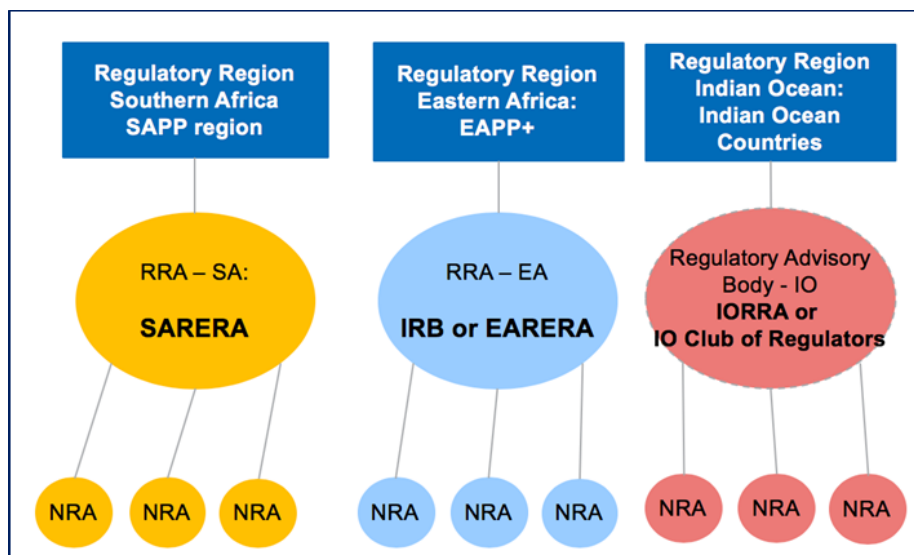 Regulatory Region
Southern Africa
SAPP region
Regulatory Region
Eastern Africa:
EAPP+
Regulatory Region
Indian Ocean:
Indian Ocean
Countries
RRA – SA:
SARERA
RRA – EA
IRB or EARERA
Regulatory Advisory
Body - IO
IORRA or
IO Club of Regulators
NRA
NRA
NRA
NRA
NRA
NRA
NRA
NRA
NRA